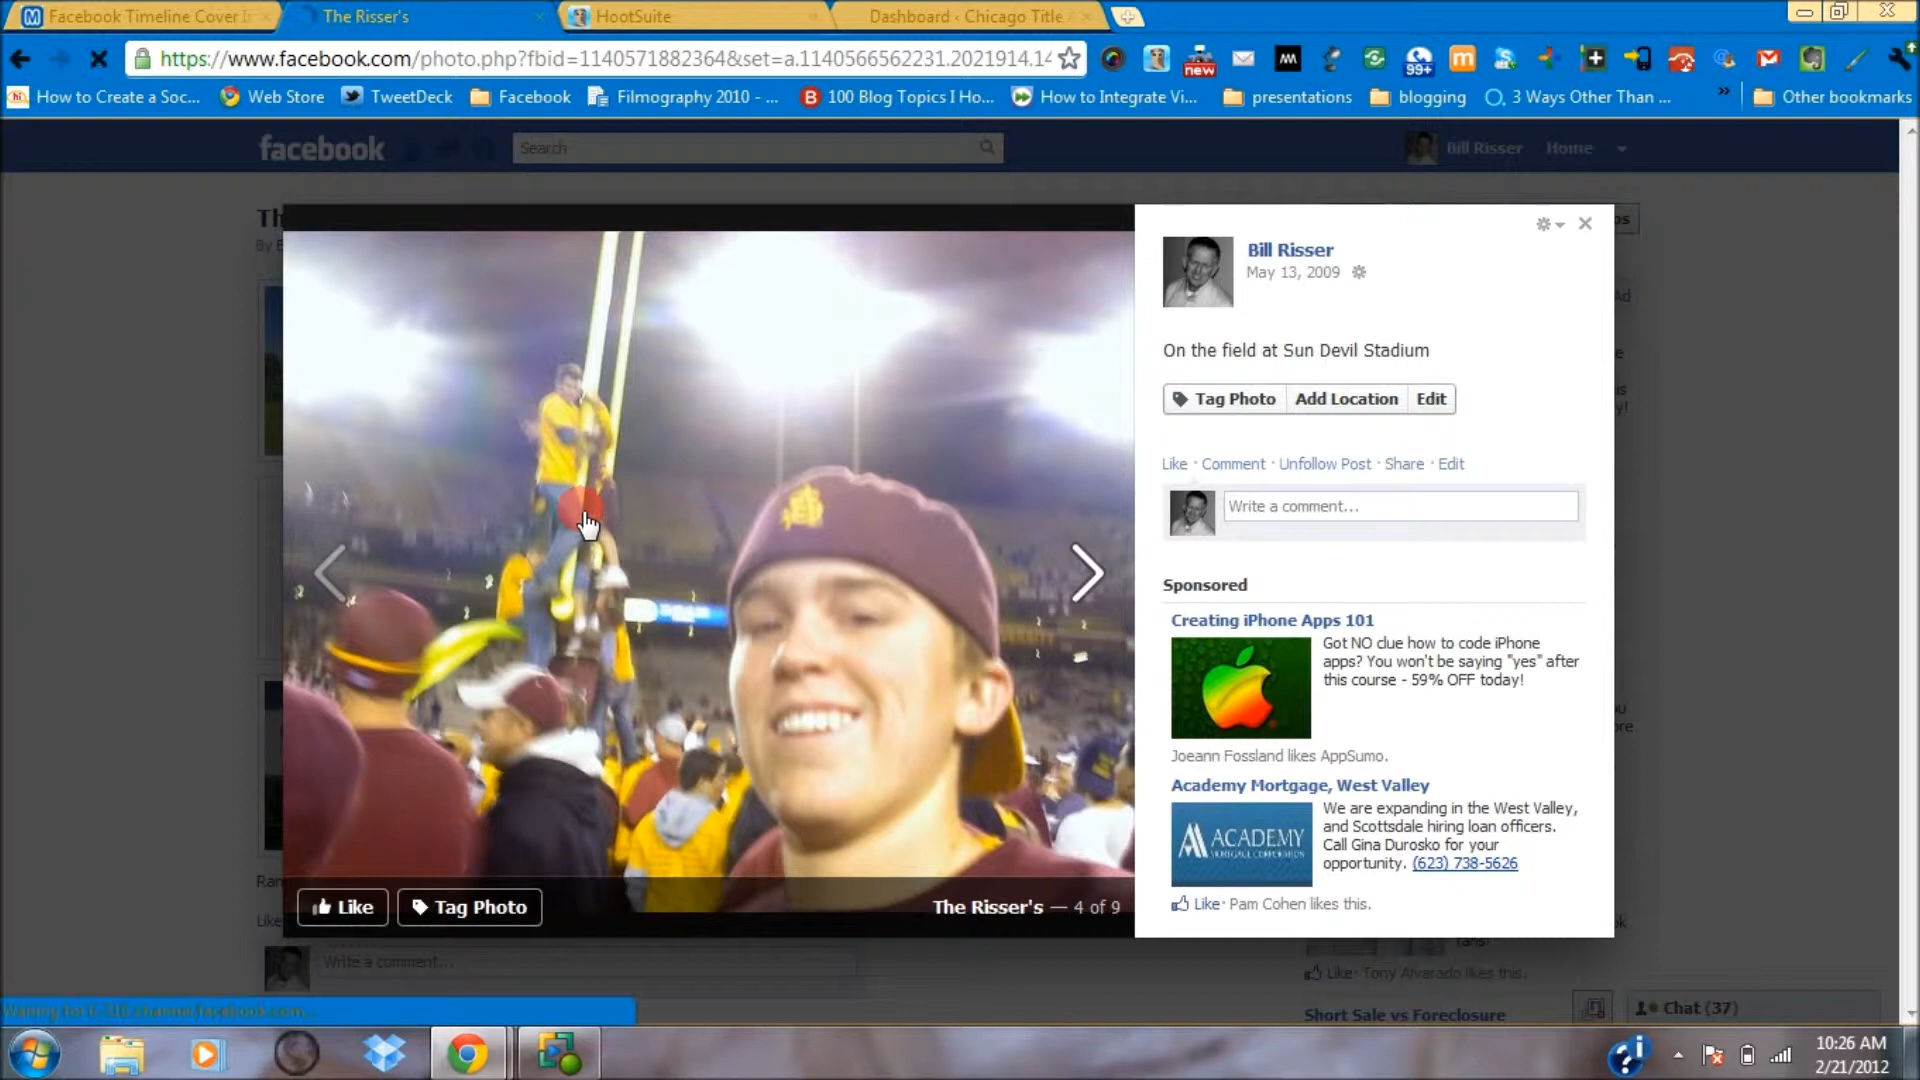 Facebook Timeline Cover I
The Risser's
HootSuite
Dashboard ‹ Chicago Title
https://www.facebook.com/photo.php?fbid=1140571882364&set=a.1140566562231.2021914.14
new
99+
How to Create a Soc...
Web Store
TweetDeck
Facebook
Filmography 2010 - ...
100 Blog Topics I Ho...
How to Integrate Vi...
presentations
blogging
3 Ways Other Than ...
»
Other bookmarks
facebook
Search
Bill Risser
Home
Bill Risser
May 13, 2009
On the field at Sun Devil Stadium
Tag Photo
Add Location
Edit
Like · Comment · Unfollow Post · Share · Edit
Write a comment...
Sponsored
Creating iPhone Apps 101
Got NO clue how to code iPhone
apps? You won't be saying "yes" after
this course - 59% OFF today!
Joeann Fossland likes AppSumo.
Academy Mortgage, West Valley
ACADEMY
MORTGAGE CORPORATION
We are expanding in the West Valley,
and Scottsdale hiring loan officers.
Call Gina Durosko for your
opportunity. (623) 738-5626
Like · Pam Cohen likes this.
Like
Tag Photo
The Risser's — 4 of 9
Write a comment...
Like · Tony Alvarado likes this.
Short Sale vs Foreclosure
Chat (37)
10:26 AM
2/21/2012